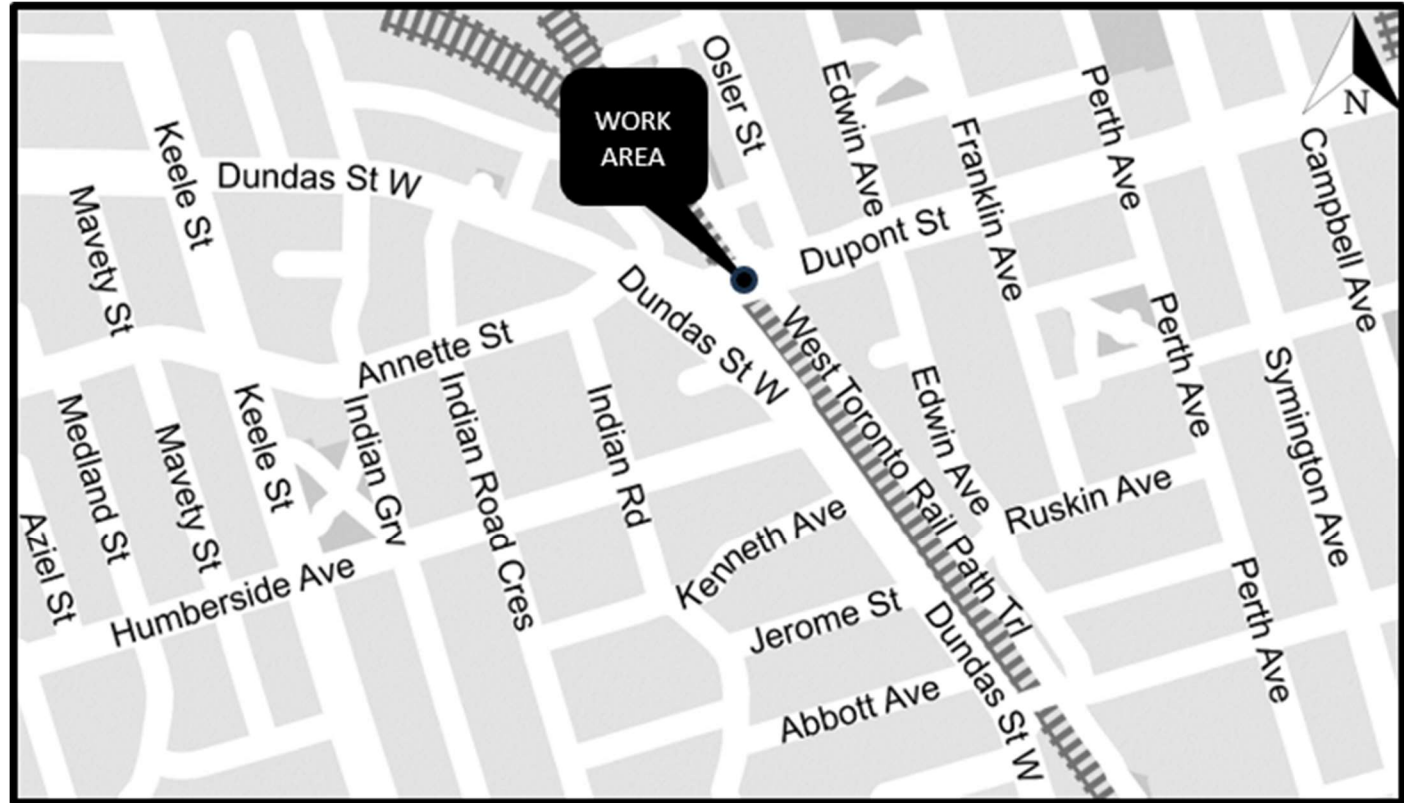 WORK
AREA
N
Osler St
Edwin Ave
Perth Ave
Keele St
Dundas St W
Mavety St
Franklin Ave
Campbell Ave
Dupont St
Dundas St W
West Toronto Rail Path Trl
Perth Ave
Annette St
Symington Ave
Edwin Ave
Indian Road Cres
Indian Rd
Keele St
Indian Grv
Medland St
Mavety St
Ruskin Ave
Kenneth Ave
Aziel St
Humberside Ave
Perth Ave
Jerome St
Dundas St W
Abbott Ave